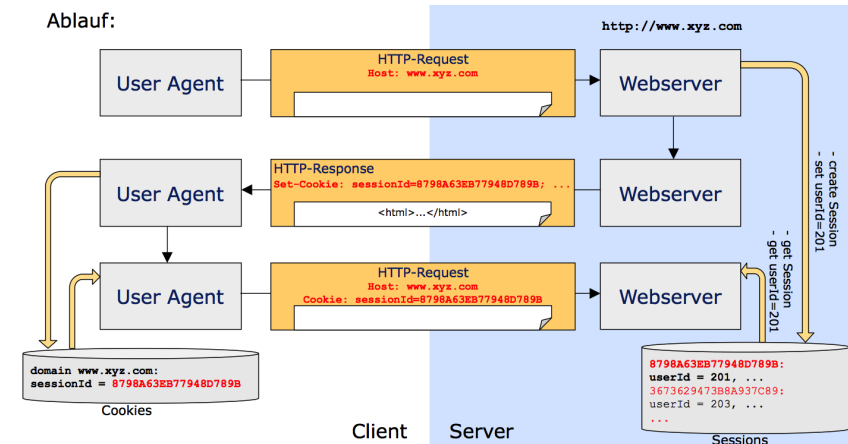 Ablauf:
http://www.xyz.com
User Agent
HTTP-Request
Host: www.xyz.com
Webserver
- create Session
- set userId=201
User Agent
HTTP-Response
Set-Cookie: sessionId=8798A63EB77948D789B; ...
<html>...</html>
Webserver
- get Session
- get userId=201
User Agent
HTTP-Request
Host: www.xyz.com
Cookie: sessionId=8798A63EB77948D789B
Webserver
domain www.xyz.com:
sessionId = 8798A63EB77948D789B
Cookies
8798A63EB77948D789B:
userId = 201, ...
3673629473B8A937C89:
userId = 203, ...
...
Sessions
Client
Server